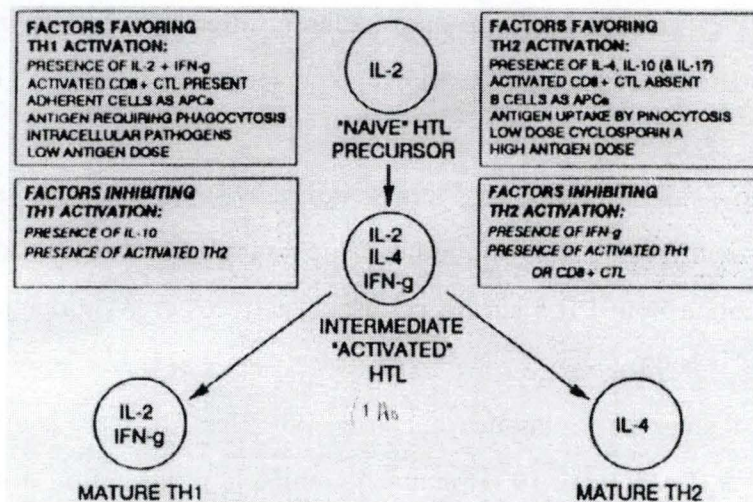 FACTORS FAVORING
TH1 ACTIVATION:
PRESENCE OF IL-2 + IFN-g
ACTIVATED CD8+ CTL PRESENT
ADHERENT CELLS AS APCs
ANTIGEN REQUIRING PHAGOCYTOSIS
INTRACELLULAR PATHOGENS
LOW ANTIGEN DOSE
FACTORS INHIBITING
TH1 ACTIVATION:
PRESENCE OF IL-10
PRESENCE OF ACTIVATED TH2
IL-2
"NAIVE" HTL
PRECURSOR
IL-2
IL-4
IFN-g
INTERMEDIATE
"ACTIVATED"
HTL
FACTORS FAVORING
TH2 ACTIVATION:
PRESENCE OF IL-4, IL-10 (& IL-1?)
ACTIVATED CD8+ CTL ABSENT
B CELLS AS APCs
ANTIGEN UPTAKE BY PINOCYTOSIS
LOW DOSE CYCLOSPORIN A
HIGH ANTIGEN DOSE
FACTORS INHIBITING
TH2 ACTIVATION:
PRESENCE OF IFN-g
PRESENCE OF ACTIVATED TH1
OR CD8+ CTL
IL-2
IFN-g
MATURE TH1
IL-4
MATURE TH2